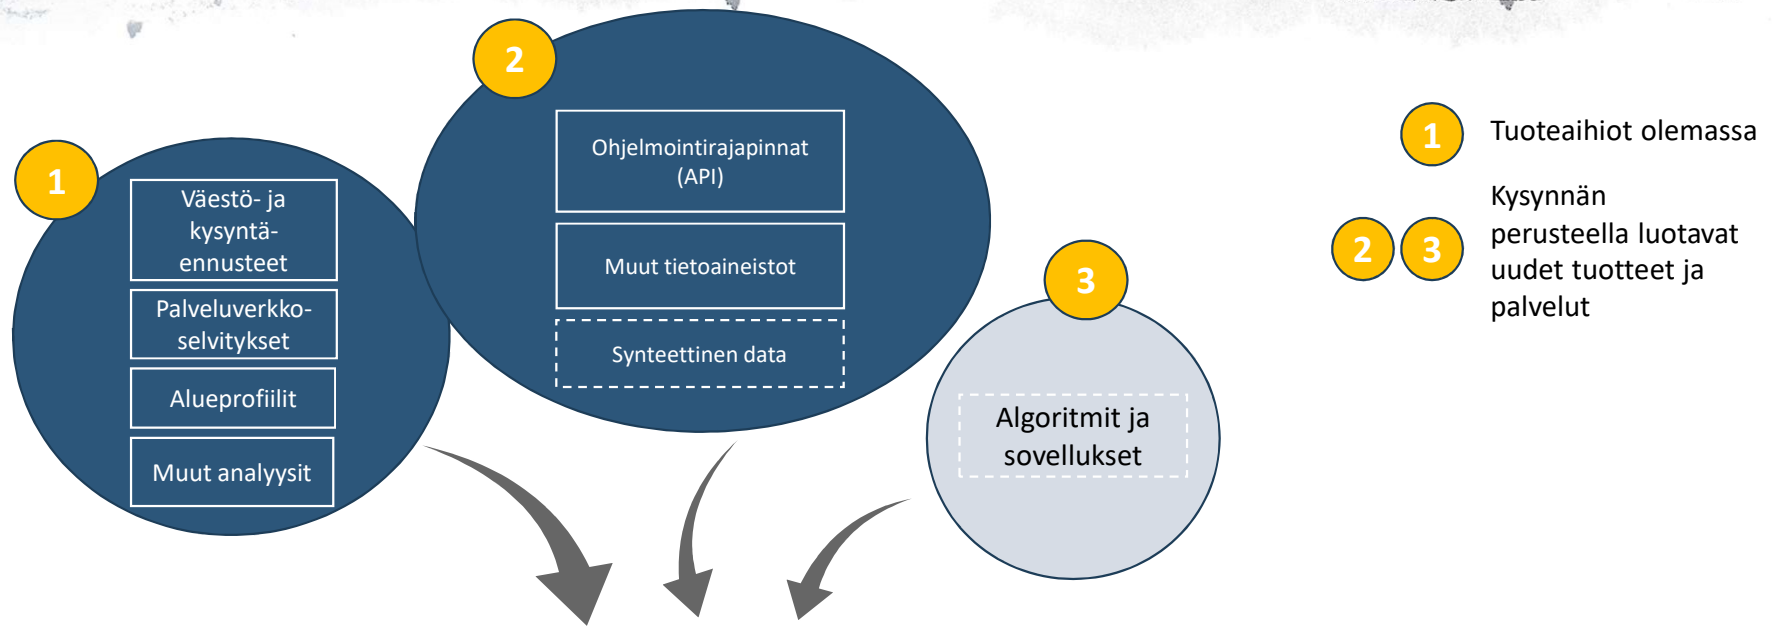 1
Väestö- ja
kysyntä-
ennusteet
Palveluverkko-
selvitykset
Alueprofiilit
Muut analyysit
2
Ohjelmointirajapinnat
(API)
Muut tietoaineistot
Synteettinen data
3
Algoritmit ja
sovellukset
1 Tuoteaihiot olemassa
2 3
Kysynnän
perusteella luotavat
uudet tuotteet ja
palvelut